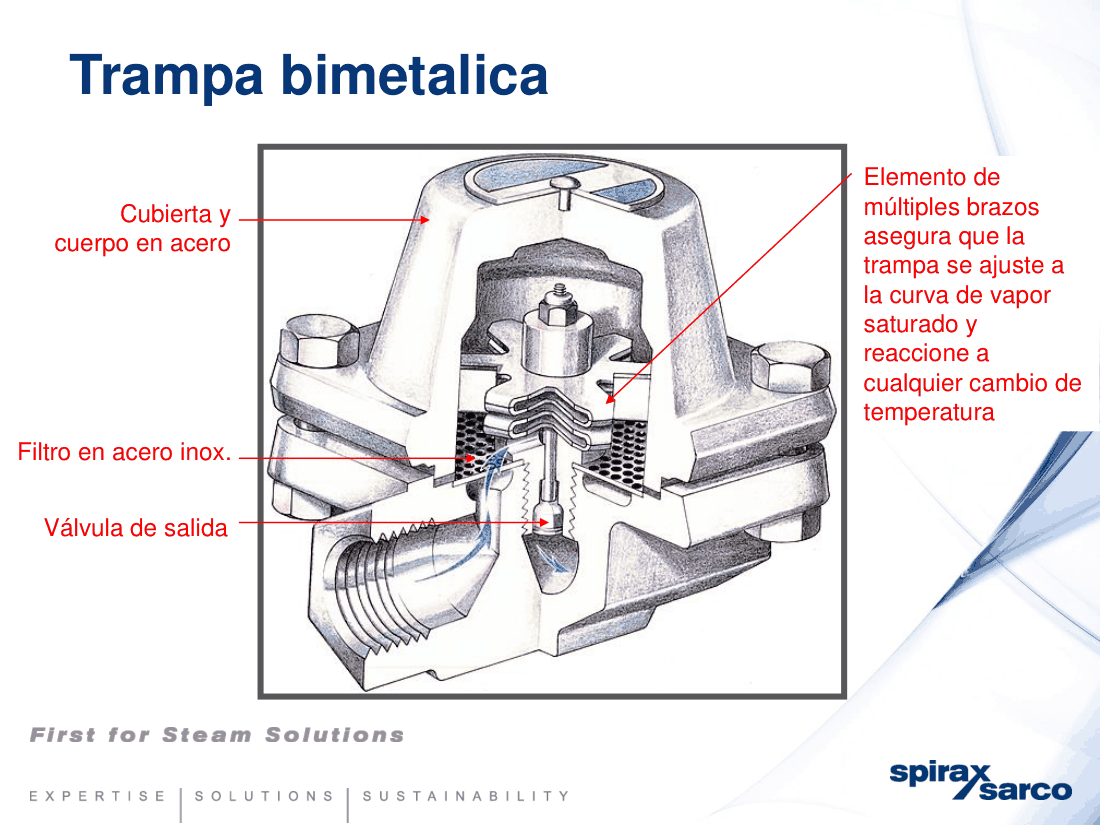 Trampa bimetalica
Cubierta y
cuerpo en acero
Filtro en acero inox.
Válvula de salida
Elemento de
múltiples brazos
asegura que la
trampa se ajuste a
la curva de vapor
saturado y
reaccione a
cualquier cambio de
temperatura
First for Steam Solutions
EXPERTISE SOLUTIONS SUSTAINABILITY
spirax
sarco